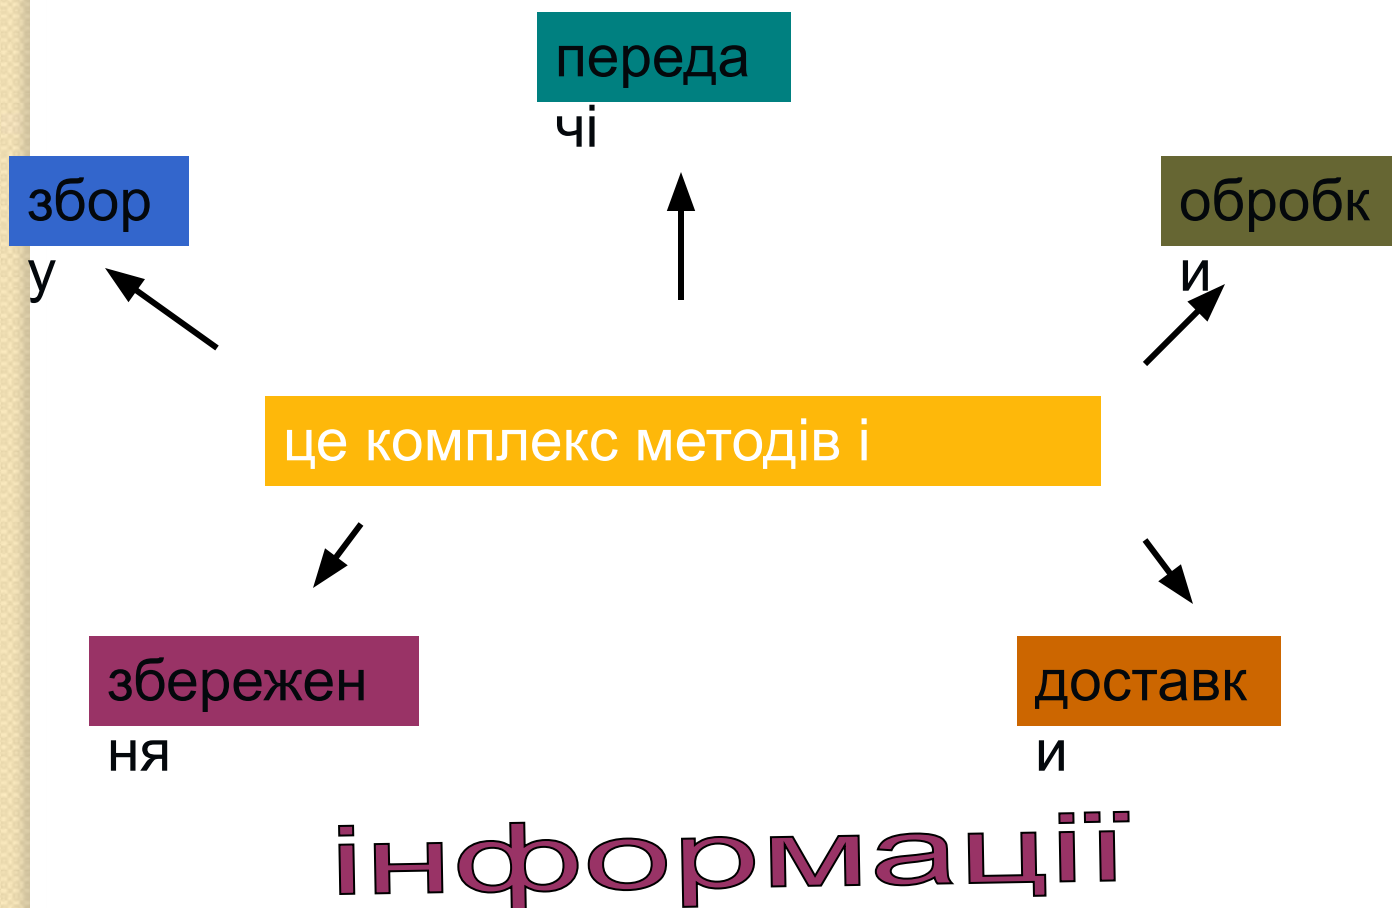 переда
чі
збор
у
обробк
и
це комплекс методів і
збережен
ня
доставк
и
інформації